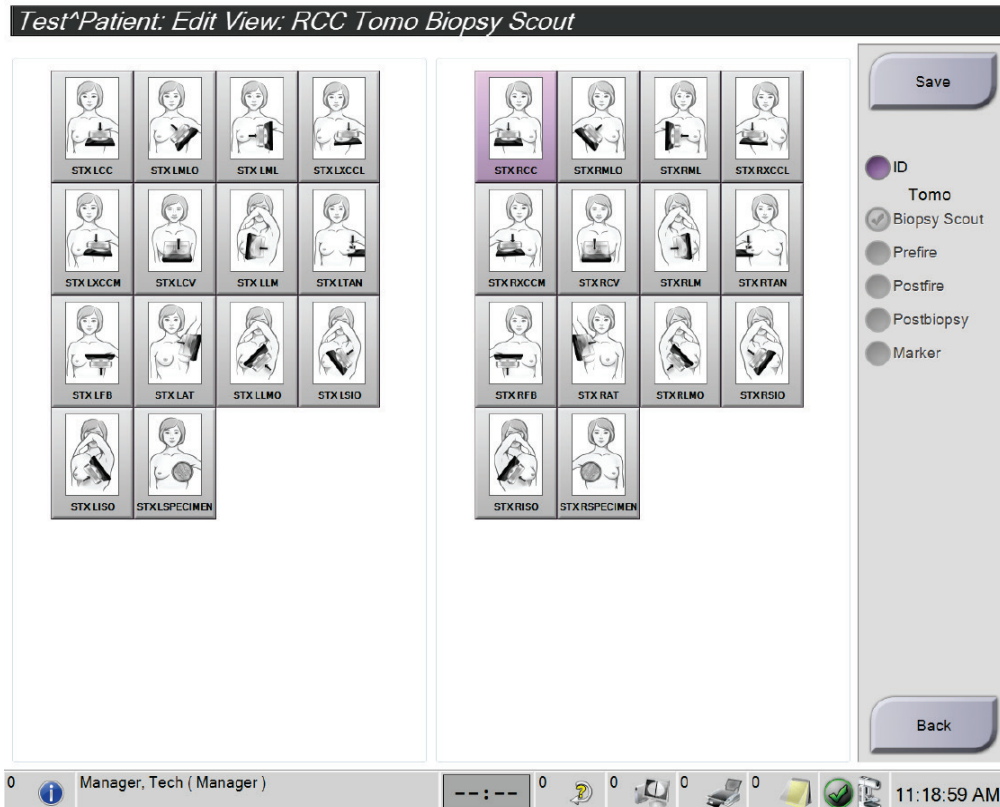 Test^Patient: Edit View: RCC Tomo Biopsy Scout
STX LCC
STX LMLO
STX LML
STX LXCCL
STX LXCCM
STX LCV
STX LLM
STX LTAN
STX LFB
STX LAT
STX LLMO
STX LSIO
STX LISO
STX LSPECIMEN
STX RCC
STX RMLO
STX RML
STX RXCCL
STX RXCCM
STX RCV
STX RLM
STX RTAN
STX RFB
STX RAT
STX RLMO
STX RSIO
STX RISO
STX RSPECIMEN
Save
ID
Tomo
Biopsy Scout
Prefire
Postfire
Postbiopsy
Marker
Back
0
Manager, Tech ( Manager )
--:--
0
0
0
0
11:18:59 AM